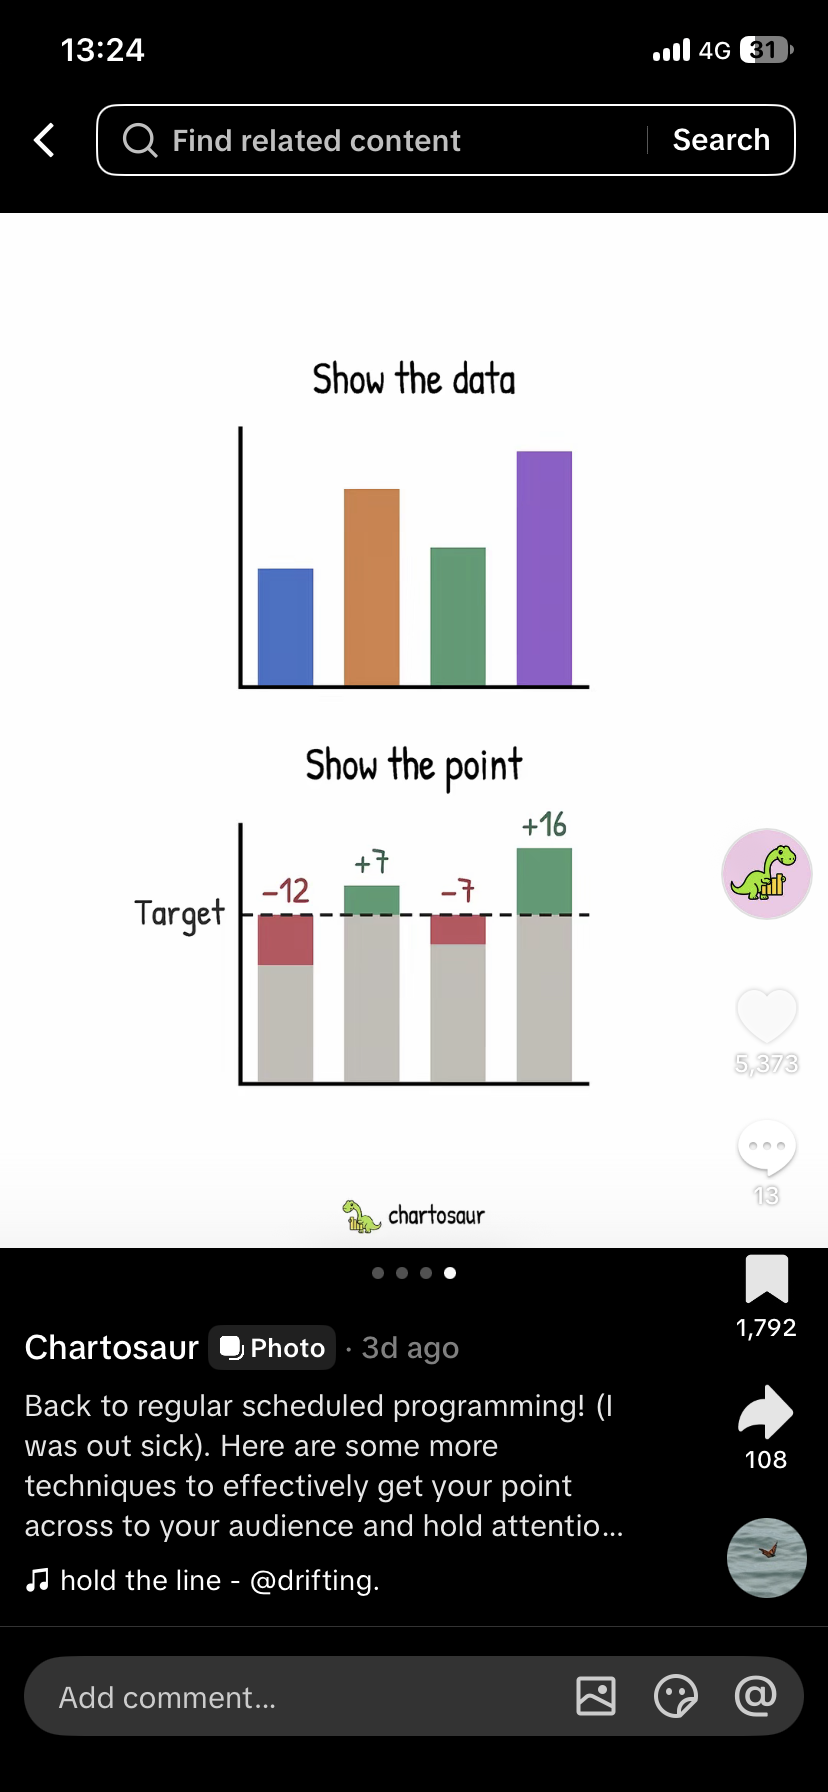 13:24
4G 31
Find related content
Search
Show the data
Show the point
+16
+7
-12
-7
Target
5,373
13
chartosaur
1,792
Chartosaur Photo · 3d ago
Back to regular scheduled programming! (I
was out sick). Here are some more
techniques to effectively get your point
across to your audience and hold attentio...
108
hold the line - @drifting.
Add comment...